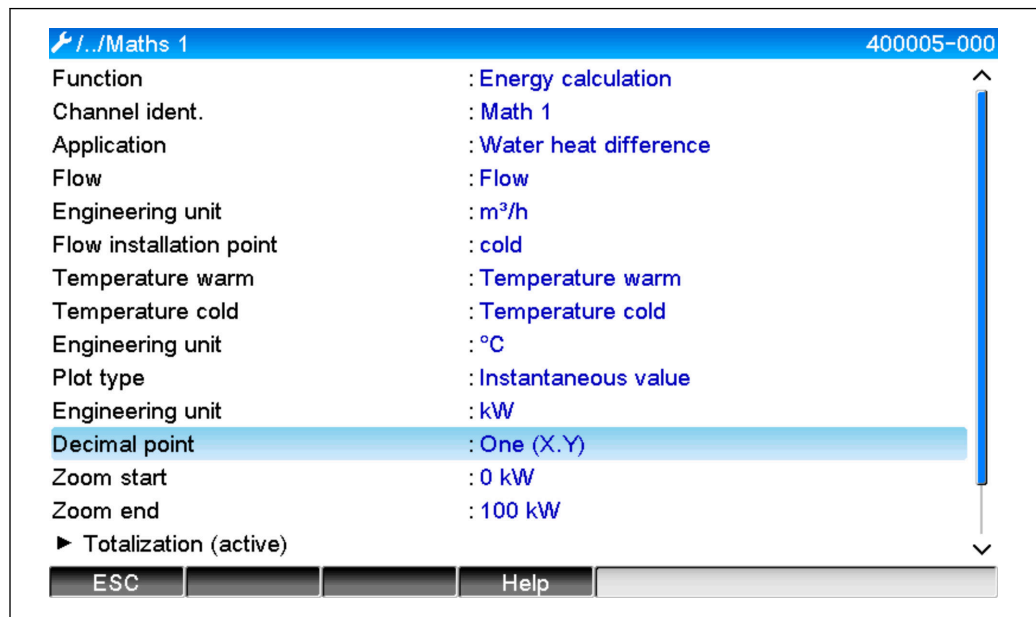 /../Maths 1 400005-000
Function : Energy calculation
Channel ident. : Math 1
Application : Water heat difference
Flow : Flow
Engineering unit : m³/h
Flow installation point : cold
Temperature warm : Temperature warm
Temperature cold : Temperature cold
Engineering unit : °C
Plot type : Instantaneous value
Engineering unit : kW
Decimal point : One (X.Y)
Zoom start : 0 kW
Zoom end : 100 kW
► Totalization (active)
ESC Help